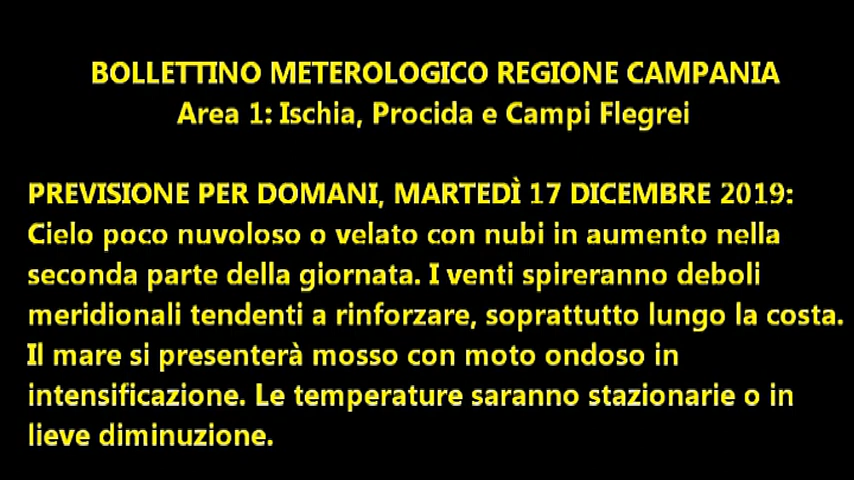 BOLLETTINO METEROLOGICO REGIONE CAMPANIA
Area 1: Ischia, Procida e Campi Flegrei
PREVISIONE PER DOMANI, MARTEDÌ 17 DICEMBRE 2019:
Cielo poco nuvoloso o velato con nubi in aumento nella
seconda parte della giornata. I venti spireranno deboli
meridionali tendenti a rinforzare, soprattutto lungo la costa.
Il mare si presenterà mosso con moto ondoso in
intensificazione. Le temperature saranno stazionarie o in
lieve diminuzione.